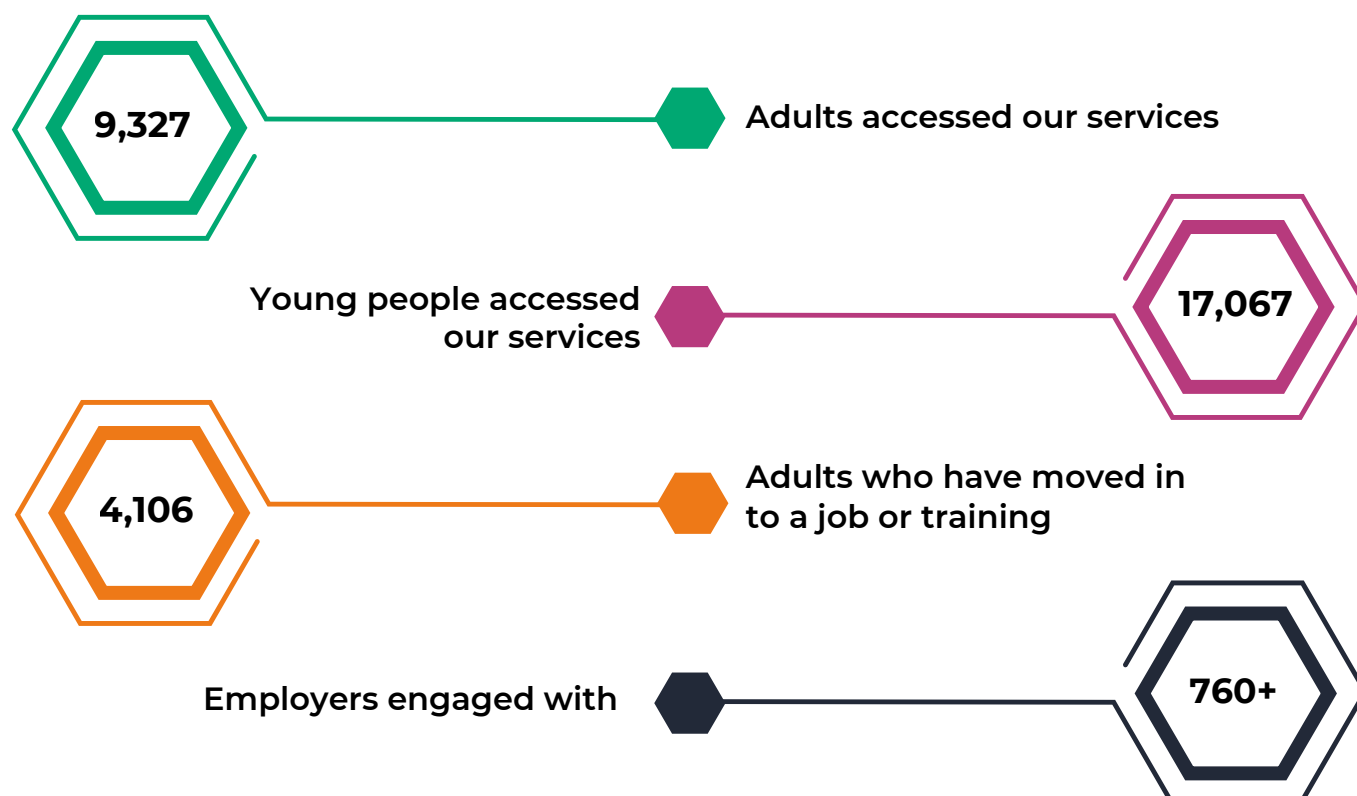 9,327
Adults accessed our services
Young people accessed
our services
17,067
4,106
Adults who have moved in
to a job or training
Employers engaged with
760+